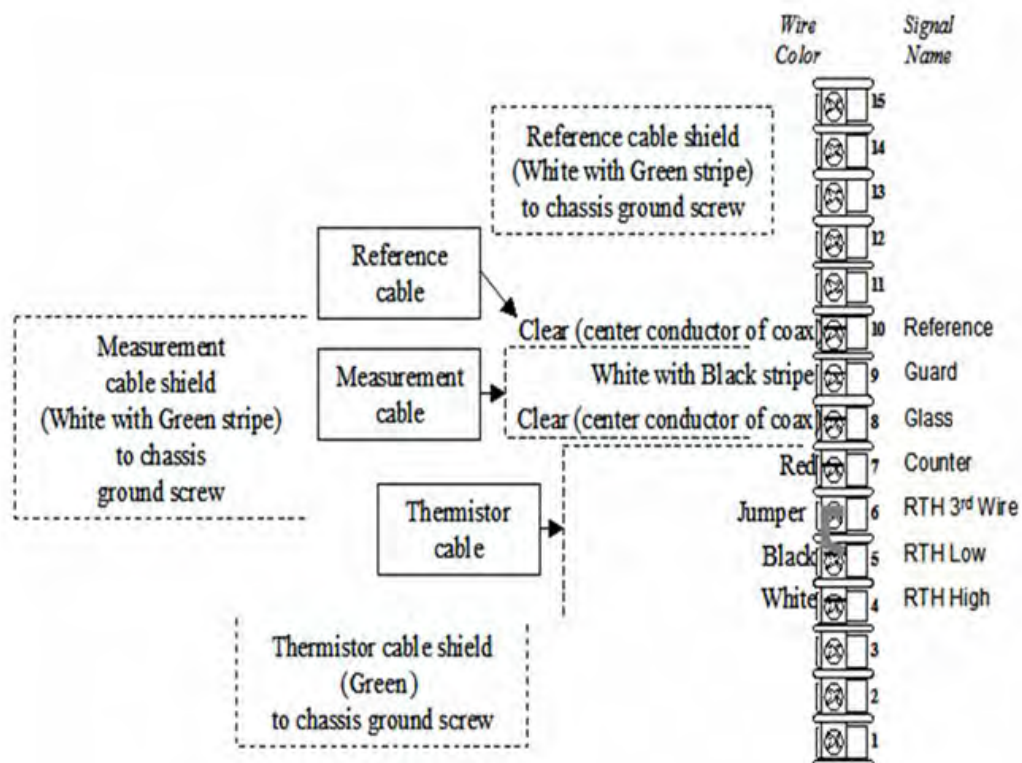 Wire
Color
Signal
Name
15
Reference cable shield
(White with Green stripe)
to chassis ground screw
14
13
12
11
Reference
cable
Clear (center conductor of coax
10
Reference
Measurement
cable shield
(White with Green stripe)
to chassis
ground screw
Measurement
cable
White with Black stripe
9
Guard
Clear (center conductor of coax)
8
Glass
Red
7
Counter
Thermistor
cable
Jumper
6
RTH 3rd Wire
Black
5
RTH Low
White
4
RTH High
Thermistor cable shield
(Green)
to chassis ground screw
3
2
1